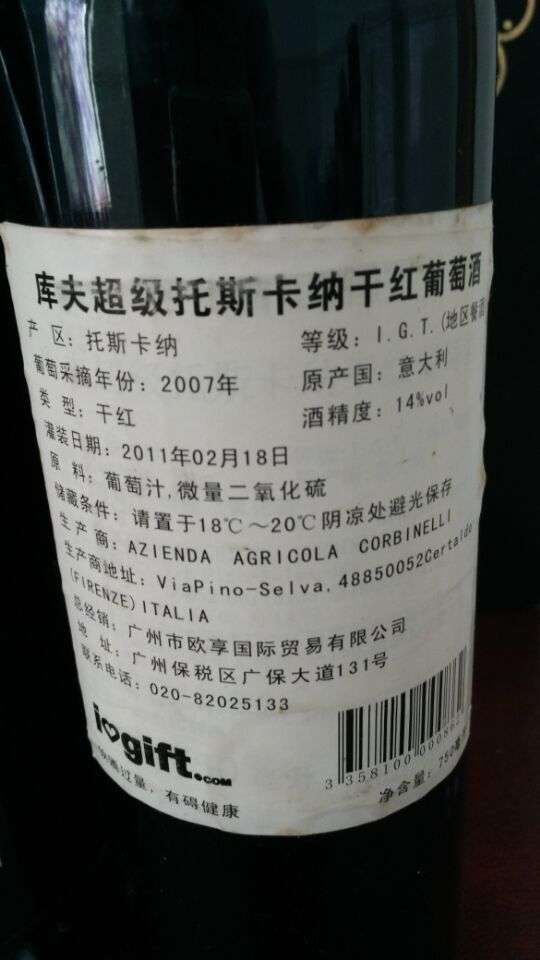 库夫超级托斯卡纳干红葡萄酒
产 区: 托斯卡纳
等级: I.G.T.(地区餐酒
葡萄采摘年份: 2007年
原产国: 意大利
类 型: 干红
酒精度: 14%vol
灌装日期: 2011年02月18日
原 料: 葡萄汁,微量二氧化硫
储藏条件: 请置于18℃~20℃阴凉处避光保存
生 产 商: AZIENDA AGRICOLA CORBINELLI
生产商地址: ViaPino-Selva,48850052Certaldo
(FIRENZE)ITALIA
总经销: 广州市欧享国际贸易有限公司
地 址: 广州保税区广保大道131号
联系电话: 020-82025133
i gift.COM
过量, 有碍健康
3 358100 0008
净含量: 750